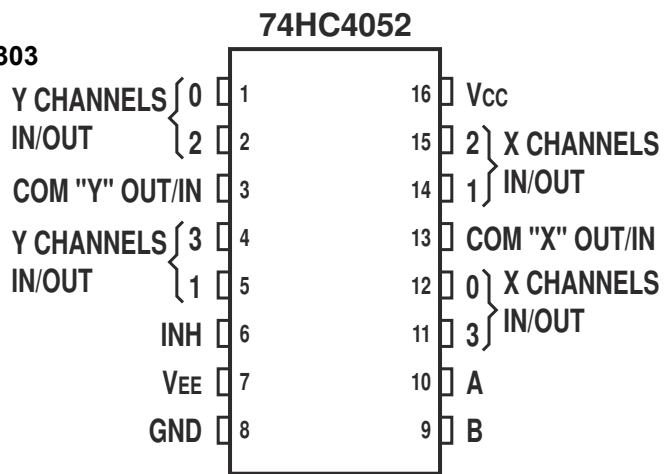 74HC4052
303
Y CHANNELS IN/OUT
0 1
2 2
COM "Y" OUT/IN 3
Y CHANNELS IN/OUT
3 4
1 5
INH 6
VEE 7
GND 8
16 VCC
15 2
14 1
X CHANNELS IN/OUT
13 COM "X" OUT/IN
12 0
11 3
X CHANNELS IN/OUT
10 A
9 B